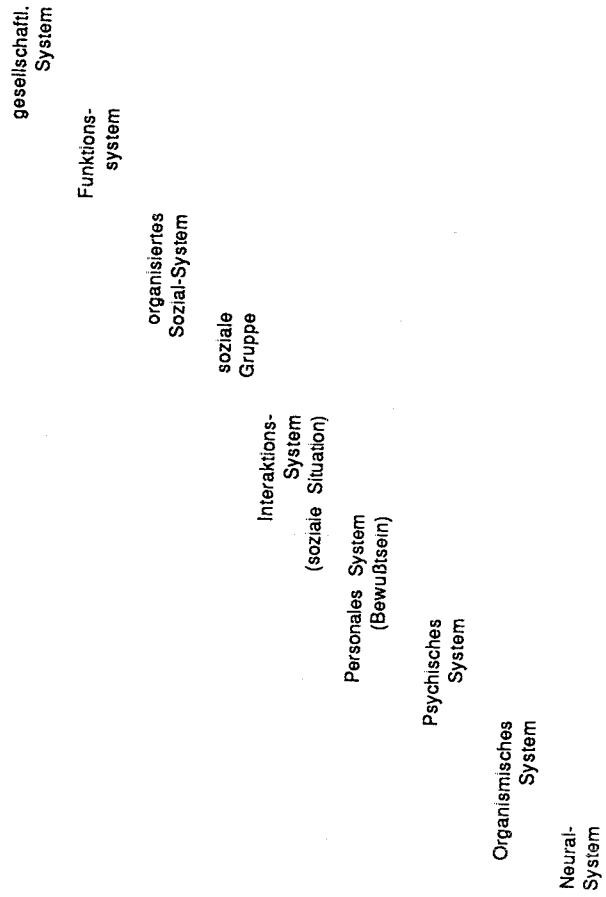 gesellschaftl.
System
Funktions-
system
organisiertes
Sozial-System
soziale
Gruppe
Interaktions-
System
(soziale Situation)
Personales System
(Bewußtsein)
Psychisches
System
Organismisches
System
Neural-
System